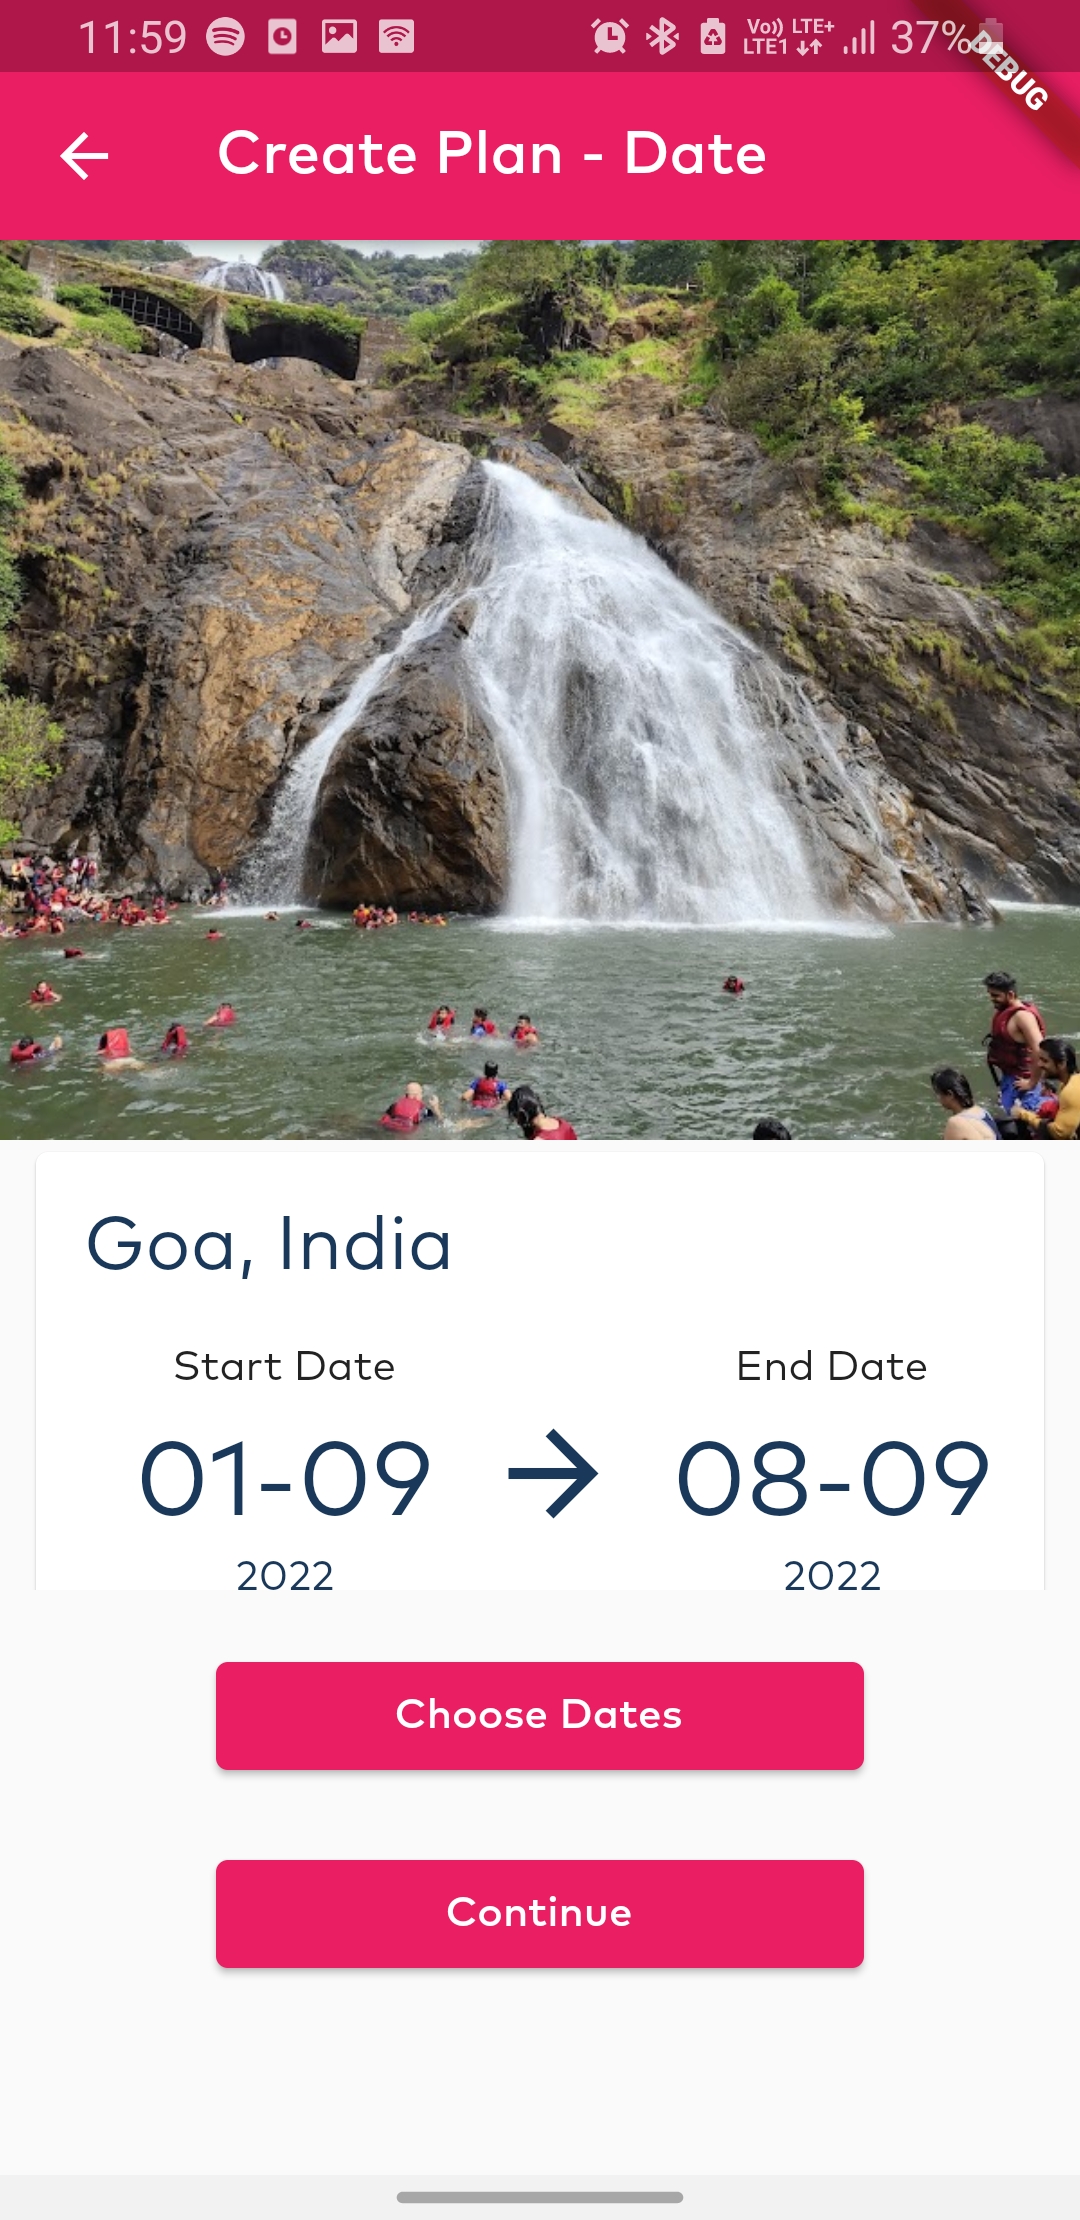 11:59 Vo)) LTE+ LTE1 37%
DEBUG
Create Plan - Date
Goa, India
Start Date End Date
01-09 08-09
2022 2022
Choose Dates
Continue